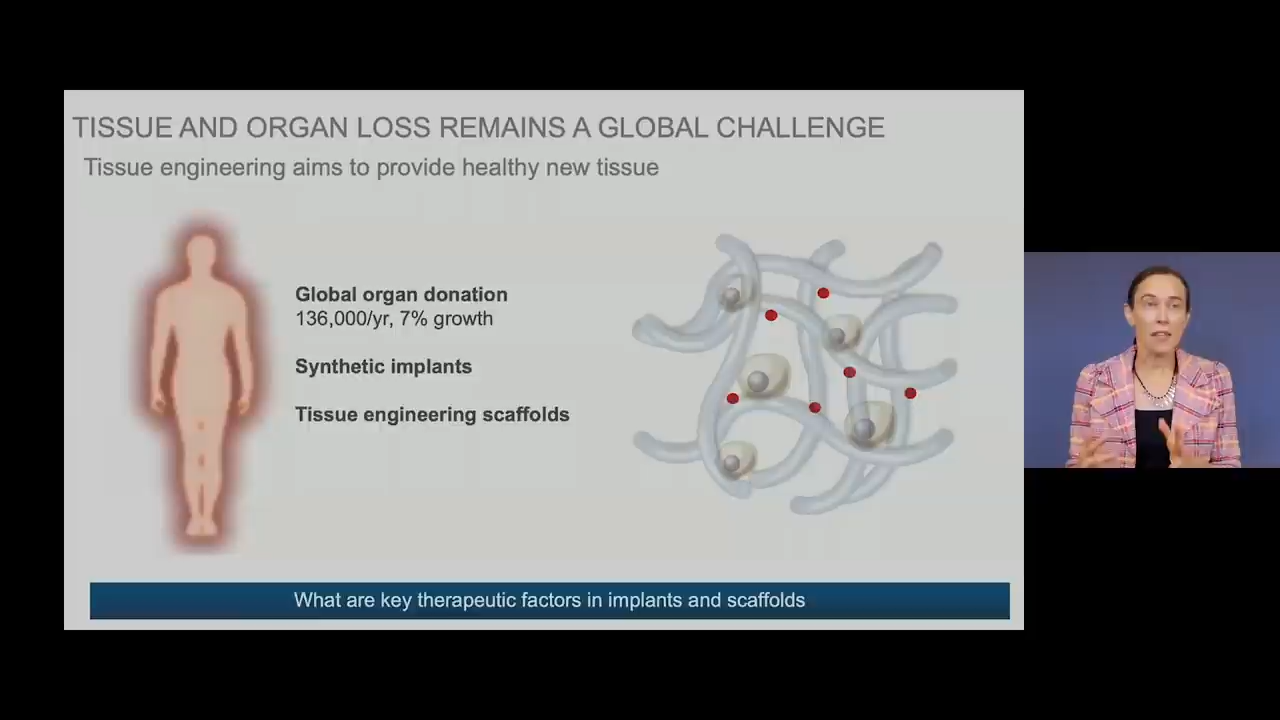 TISSUE AND ORGAN LOSS REMAINS A GLOBAL CHALLENGE
Tissue engineering aims to provide healthy new tissue
Global organ donation
136,000/yr, 7% growth
Synthetic implants
Tissue engineering scaffolds
What are key therapeutic factors in implants and scaffolds